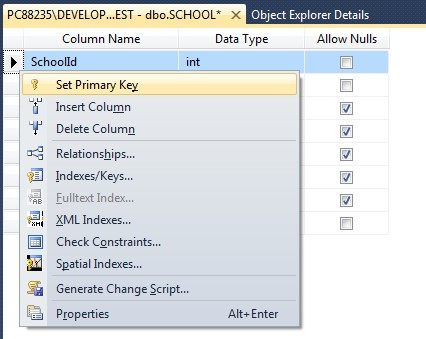 PC88235\DEVELOP...EST - dbo.SCHOOL*
Object Explorer Details
Column Name Data Type Allow Nulls
SchoolId int
Set Primary Key
Insert Column
Delete Column
Relationships...
Indexes/Keys...
Fulltext Index...
XML Indexes...
Check Constraints...
Spatial Indexes...
Generate Change Script...
Properties Alt+Enter